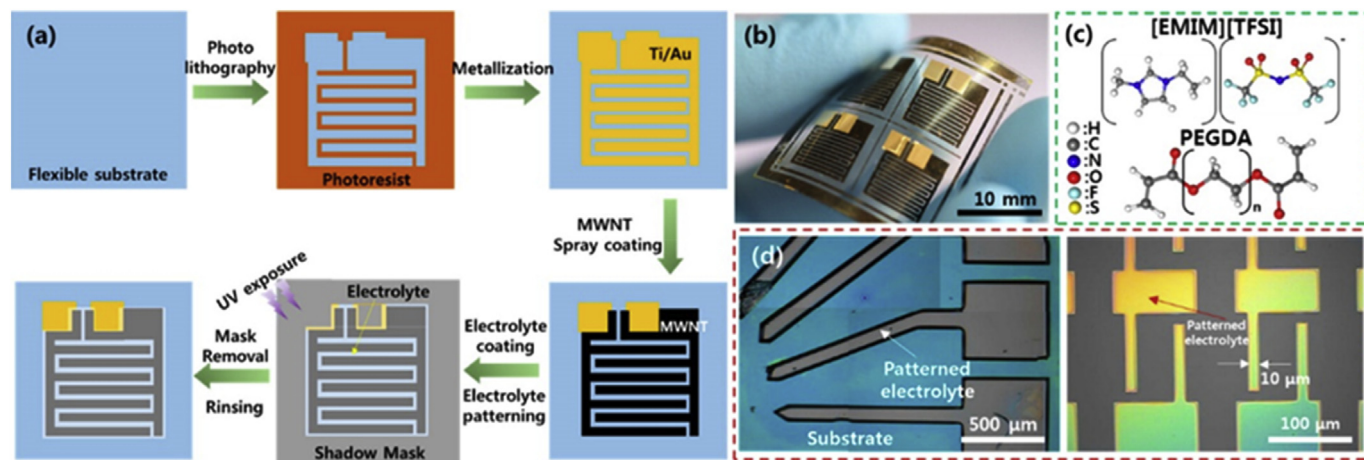 (a)
Flexible substrate
Photo
lithography
Photoresist
Metallization
Ti/Au
MWNT
Spray coating
MWNT
Electrolyte
coating
Electrolyte
patterning
UV exposure
Electrolyte
Shadow Mask
Mask
Removal
Rinsing
(b)
10 mm
(c)
[EMIM][TFSI]
-
PEGDA
n
:H
:C
:N
:O
:F
:S
(d)
Patterned
electrolyte
Substrate
500 μm
Patterned
electrolyte
10 μm
100 μm